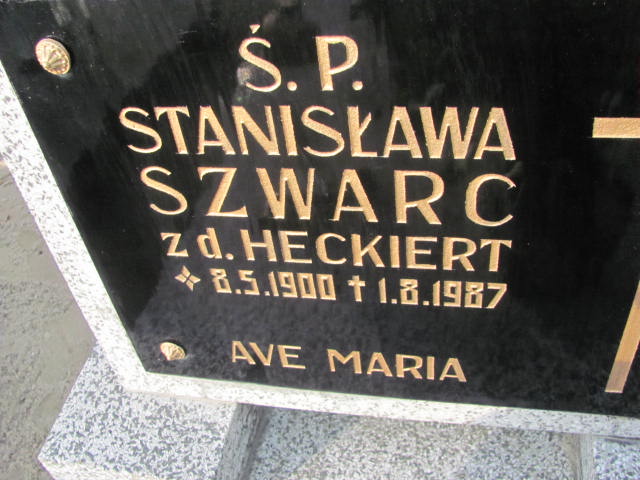 Ś. P.
STANISŁAWA
SZWARC
z d. HECKIERT
8.5.1900 † 1.8.1987
AVE MARIA